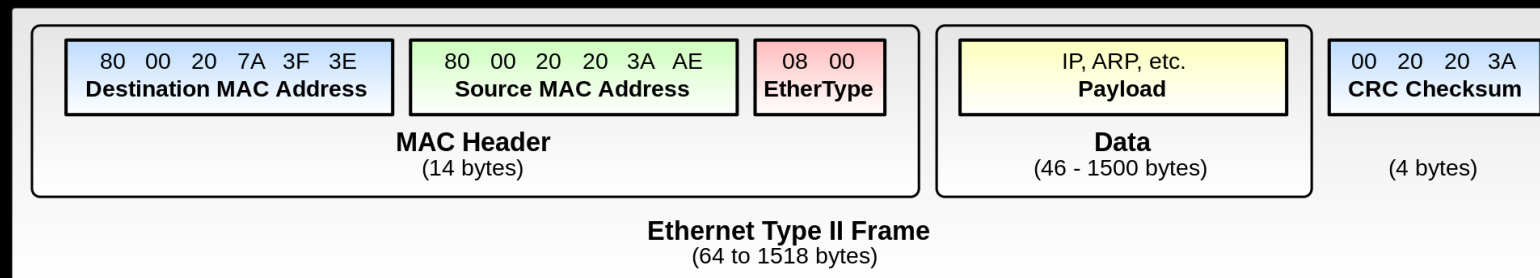 80 00 20 7A 3F 3E
Destination MAC Address
80 00 20 20 3A AE
Source MAC Address
08 00
EtherType
MAC Header
(14 bytes)
IP, ARP, etc.
Payload
Data
(46 - 1500 bytes)
00 20 20 3A
CRC Checksum
(4 bytes)
Ethernet Type II Frame
(64 to 1518 bytes)